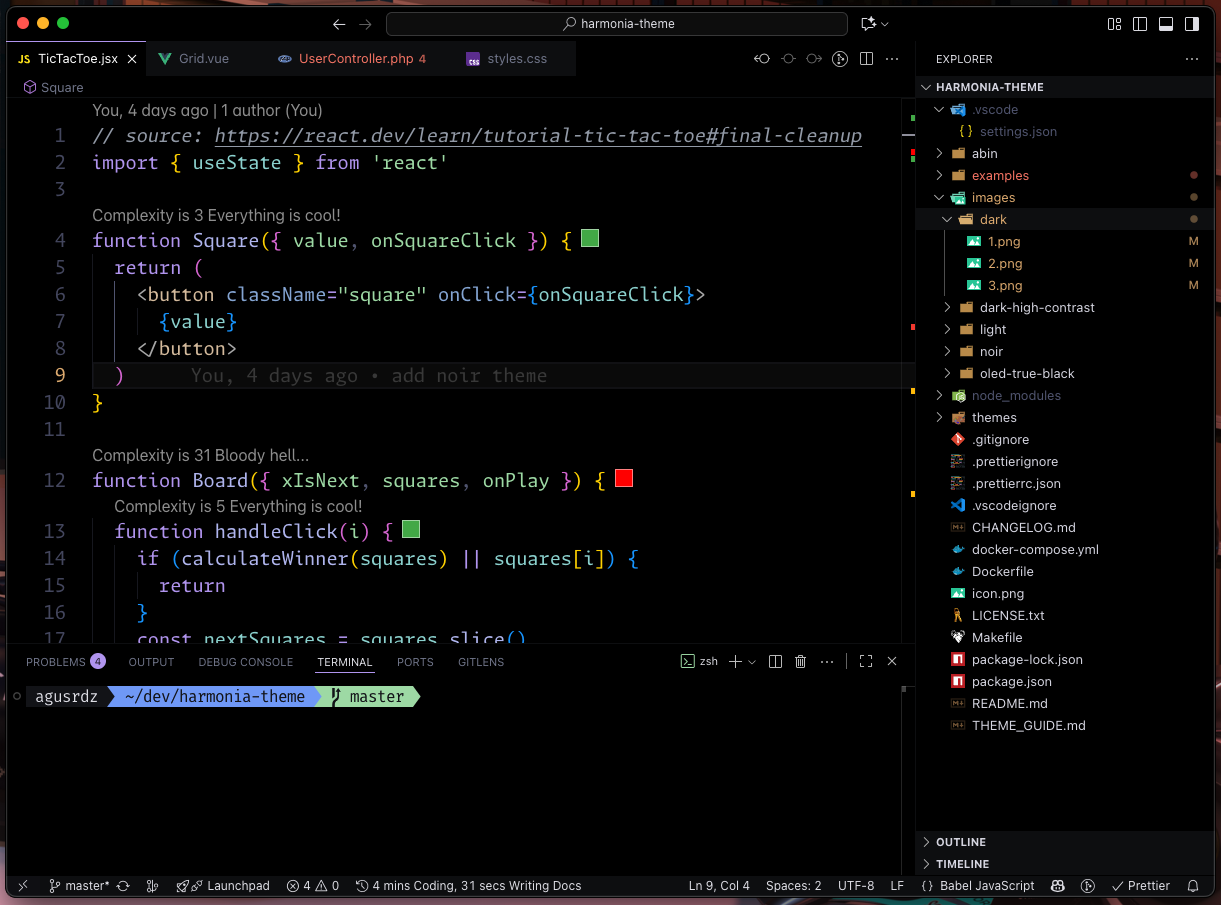 harmonia-theme
JS TicTacToe.jsx
Grid.vue
UserController.php 4
CSS styles.css
Square
You, 4 days ago | 1 author (You)
1 // source: https://react.dev/learn/tutorial-tic-tac-toe#final-cleanup
2 import { useState } from 'react'
3
Complexity is 3 Everything is cool!
4 function Square({ value, onSquareClick }) {
5 return (
6 <button className="square" onClick={onSquareClick}>
7 {value}
8 </button>
9 ) You, 4 days ago • add noir theme
10 }
11
Complexity is 31 Bloody hell...
12 function Board({ xIsNext, squares, onPlay }) {
Complexity is 5 Everything is cool!
13 function handleClick(i) {
14 if (calculateWinner(squares) || squares[i]) {
15 return
16 }
17 const nextSquares = squares.slice()
PROBLEMS 4 OUTPUT DEBUG CONSOLE TERMINAL PORTS GITLENS
zsh
agusrdz ~/dev/harmonia-theme master
EXPLORER
HARMONIA-THEME
.vscode
{} settings.json
abin
examples
images
dark
1.png M
2.png M
3.png M
dark-high-contrast
light
noir
oled-true-black
node_modules
themes
.gitignore
.prettierignore
.prettierrc.json
.vscodeignore
CHANGELOG.md
docker-compose.yml
Dockerfile
icon.png
LICENSE.txt
Makefile
package-lock.json
package.json
README.md
THEME_GUIDE.md
OUTLINE
TIMELINE
master* Launchpad 4 0 4 mins Coding, 31 secs Writing Docs Ln 9, Col 4 Spaces: 2 UTF-8 LF {} Babel JavaScript Prettier